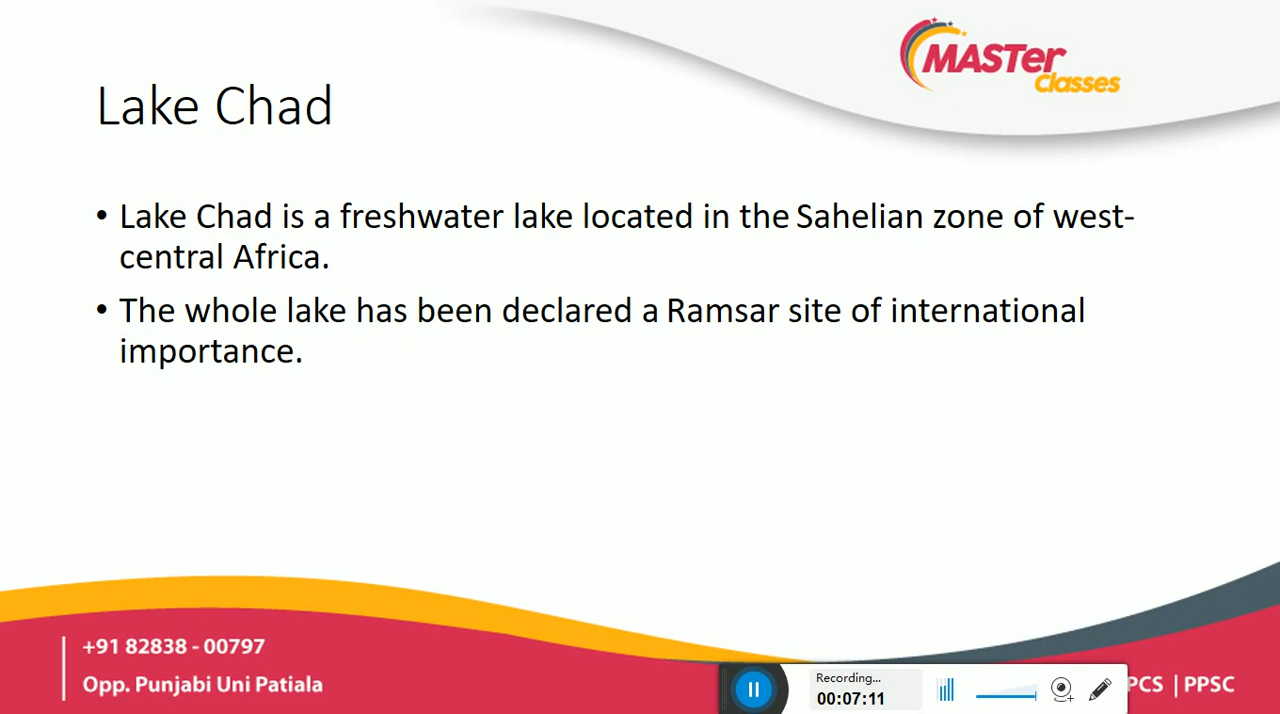 MASTer
Classes
Lake Chad
• Lake Chad is a freshwater lake located in the Sahelian zone of west-
central Africa.
• The whole lake has been declared a Ramsar site of international
importance.
+91 82838 - 00797
Opp. Punjabi Uni Patiala
Recording...
00:07:11
PCS | PPSC